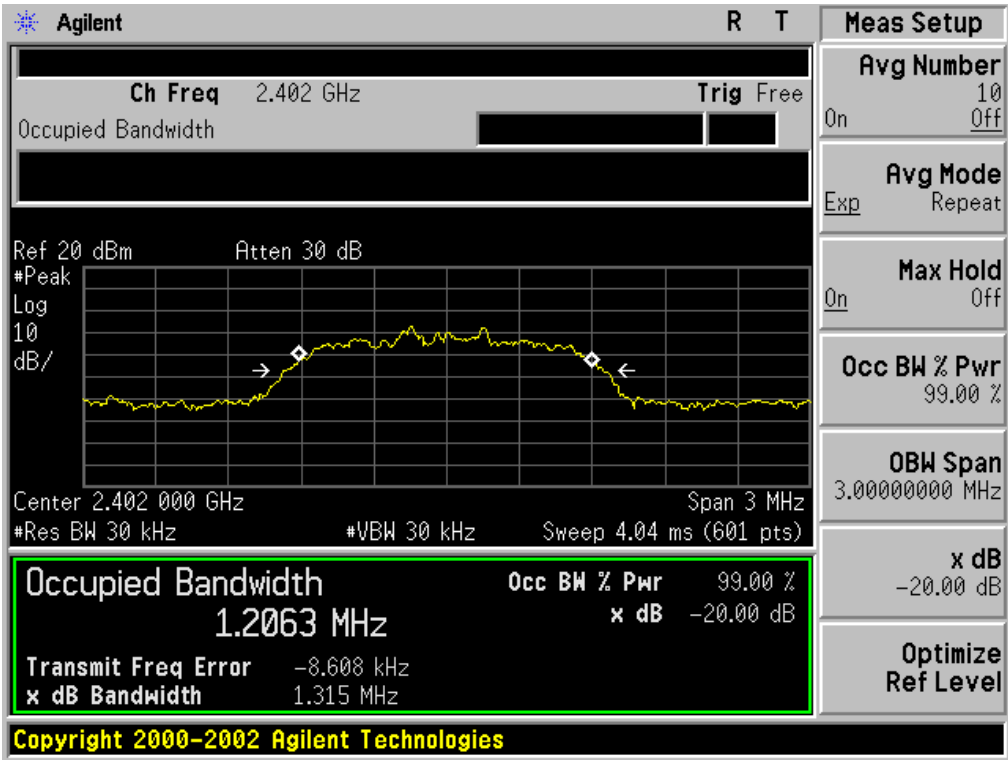 Agilent R T
Ch Freq 2.402 GHz Trig Free
Occupied Bandwidth
Ref 20 dBm Atten 30 dB
#Peak
Log
10
dB/
Center 2.402 000 GHz Span 3 MHz
#Res BW 30 kHz #VBW 30 kHz Sweep 4.04 ms (601 pts)
Occupied Bandwidth Occ BW % Pwr 99.00 %
1.2063 MHz x dB -20.00 dB
Transmit Freq Error -8.608 kHz
x dB Bandwidth 1.315 MHz
Copyright 2000-2002 Agilent Technologies
Meas Setup
Avg Number
10
On Off
Avg Mode
Exp Repeat
Max Hold
On Off
Occ BW % Pwr
99.00 %
OBW Span
3.00000000 MHz
x dB
-20.00 dB
Optimize
Ref Level